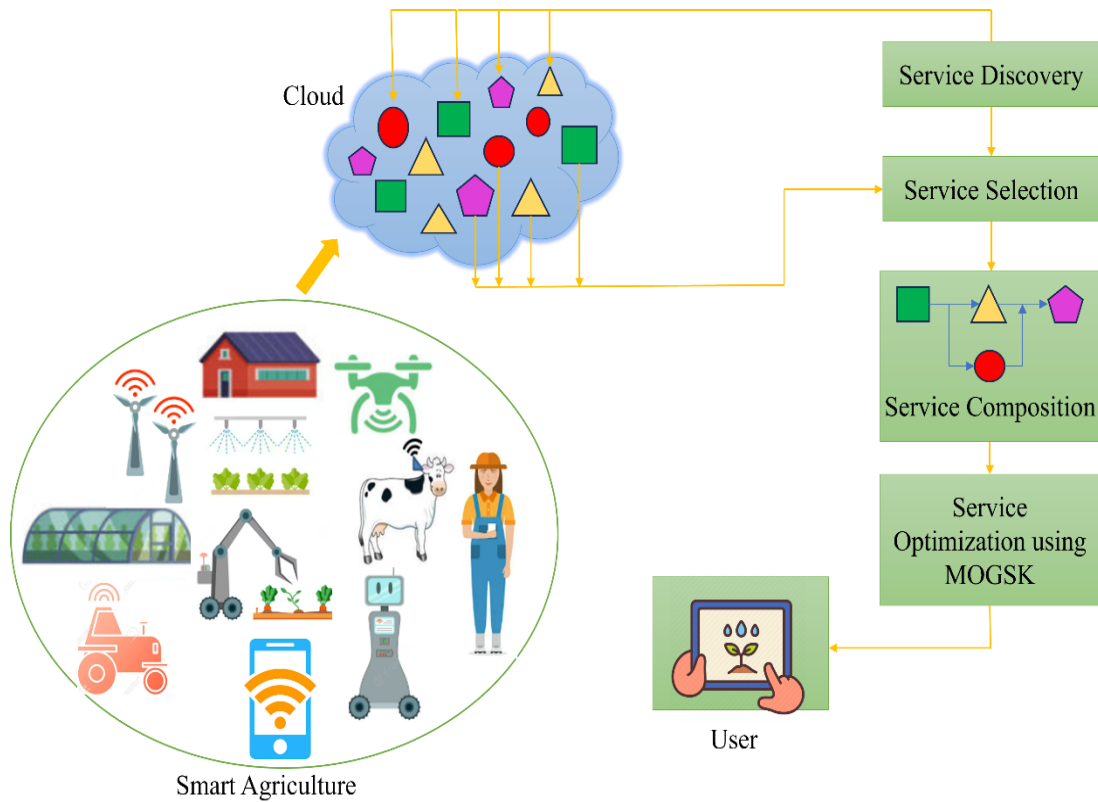 Cloud
Service Discovery
Service Selection
Service Composition
Service
Optimization using
MOGSK
User
Smart Agriculture